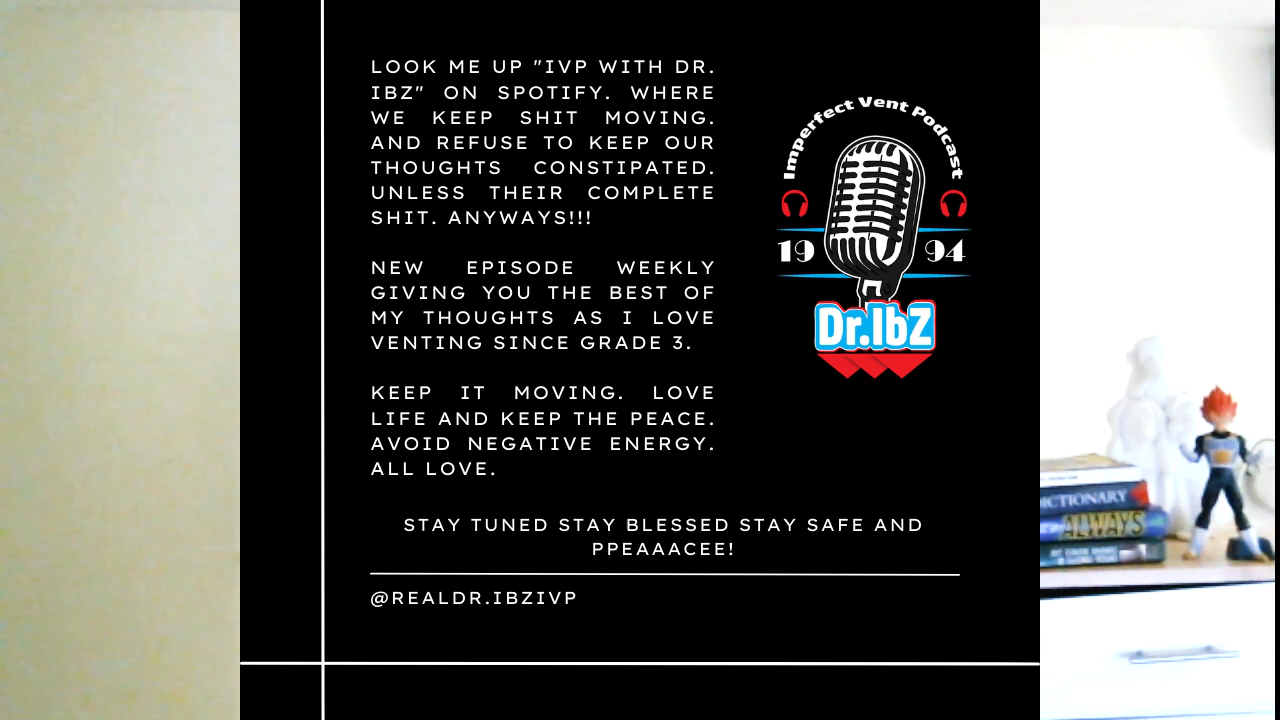 LOOK ME UP "IVP WITH DR.
IBZ" ON SPOTIFY. WHERE
WE KEEP SHIT MOVING.
AND REFUSE TO KEEP OUR
THOUGHTS CONSTIPATED.
UNLESS THEIR COMPLETE
SHIT. ANYWAYS!!!
NEW EPISODE WEEKLY
GIVING YOU THE BEST OF
MY THOUGHTS AS I LOVE
VENTING SINCE GRADE 3.
KEEP IT MOVING. LOVE
LIFE AND KEEP THE PEACE.
AVOID NEGATIVE ENERGY.
ALL LOVE.
STAY TUNED STAY BLESSED STAY SAFE AND
PPEAAACEE!
@REALDR.IBZIVP
Imperfect Vent Podcast
19 94
Dr.IbZ
DICTIONARY
ALWAYS